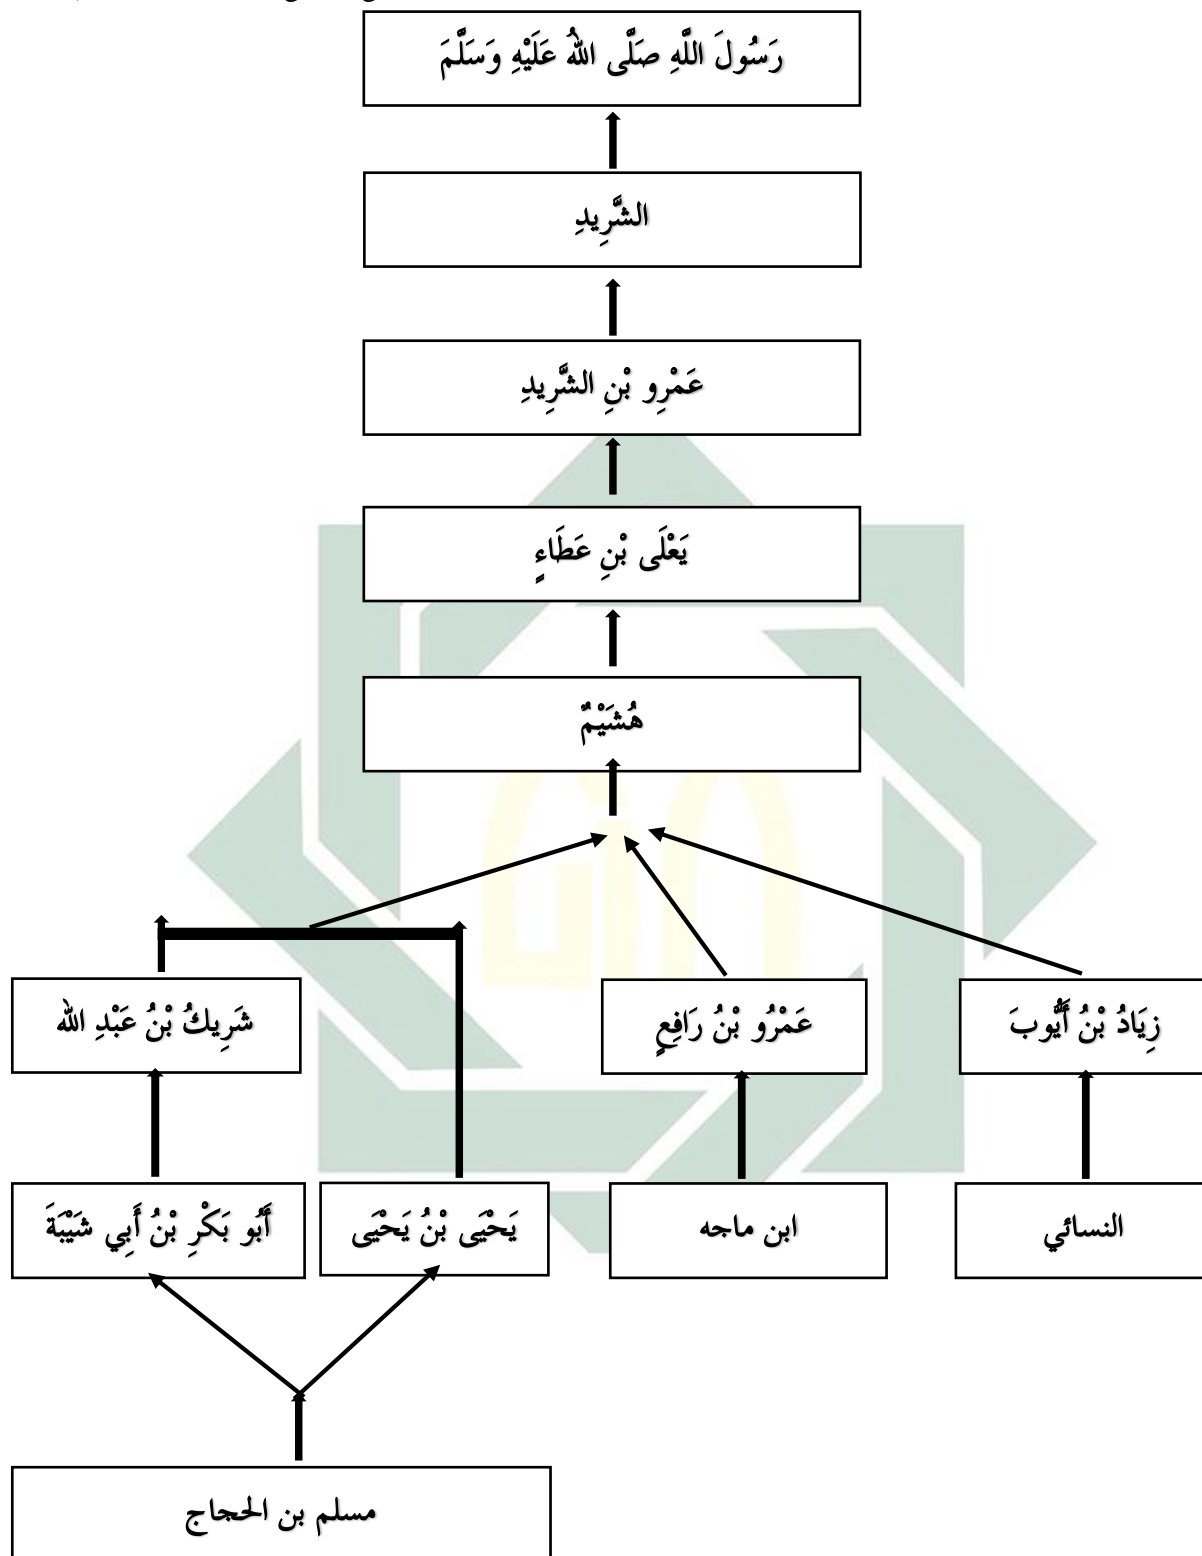 رَسُولَ اللَّهِ صَلَّى اللهُ عَلَيْهِ وَسَلَّمَ
الشَّرِيدِ
عَمْرِو بْنِ الشَّرِيدِ
يَعْلَى بْنِ عَطَاءٍ
هُشَيْمٌ
زِيَادُ بْنُ أَيُّوبَ
عَمْرُو بْنُ رَافِعٍ
شَرِيكُ بْنُ عَبْدِ الله
النسائي
ابن ماجه
يَحْيَى بْنُ يَحْيَى
أَبُو بَكْرِ بْنُ أَبِي شَيْبَةَ
مسلم بن الحجاج